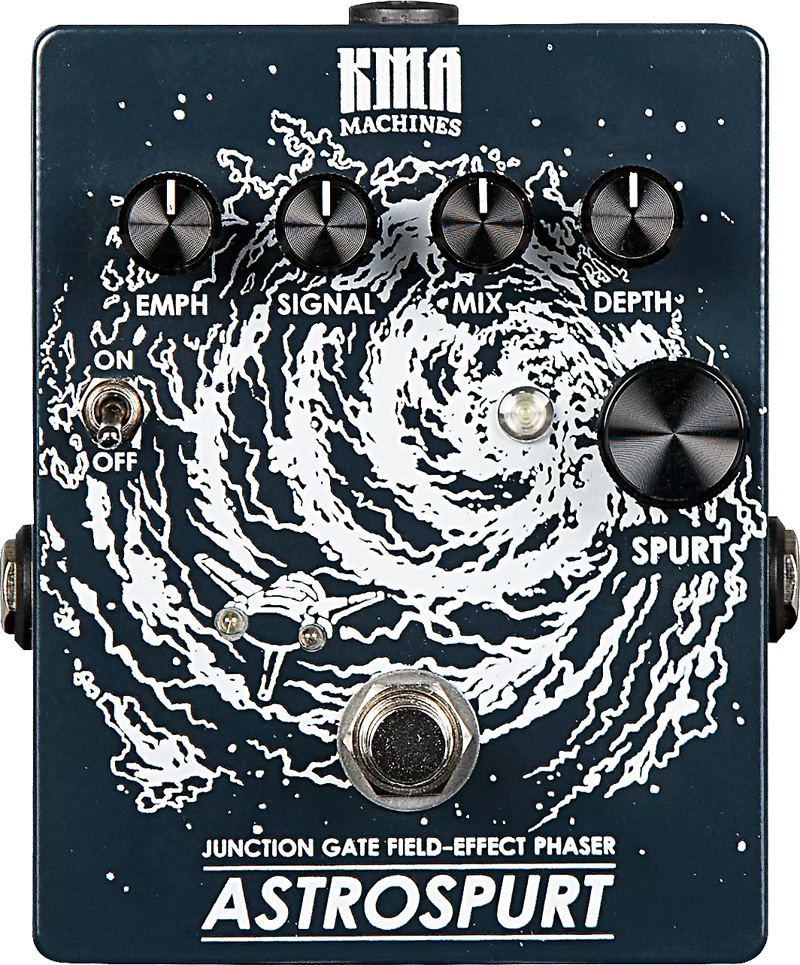 KMA
MACHINES
EMPH SIGNAL MIX DEPTH
ON
OFF
SPURT
JUNCTION GATE FIELD-EFFECT PHASER
ASTROSPURT